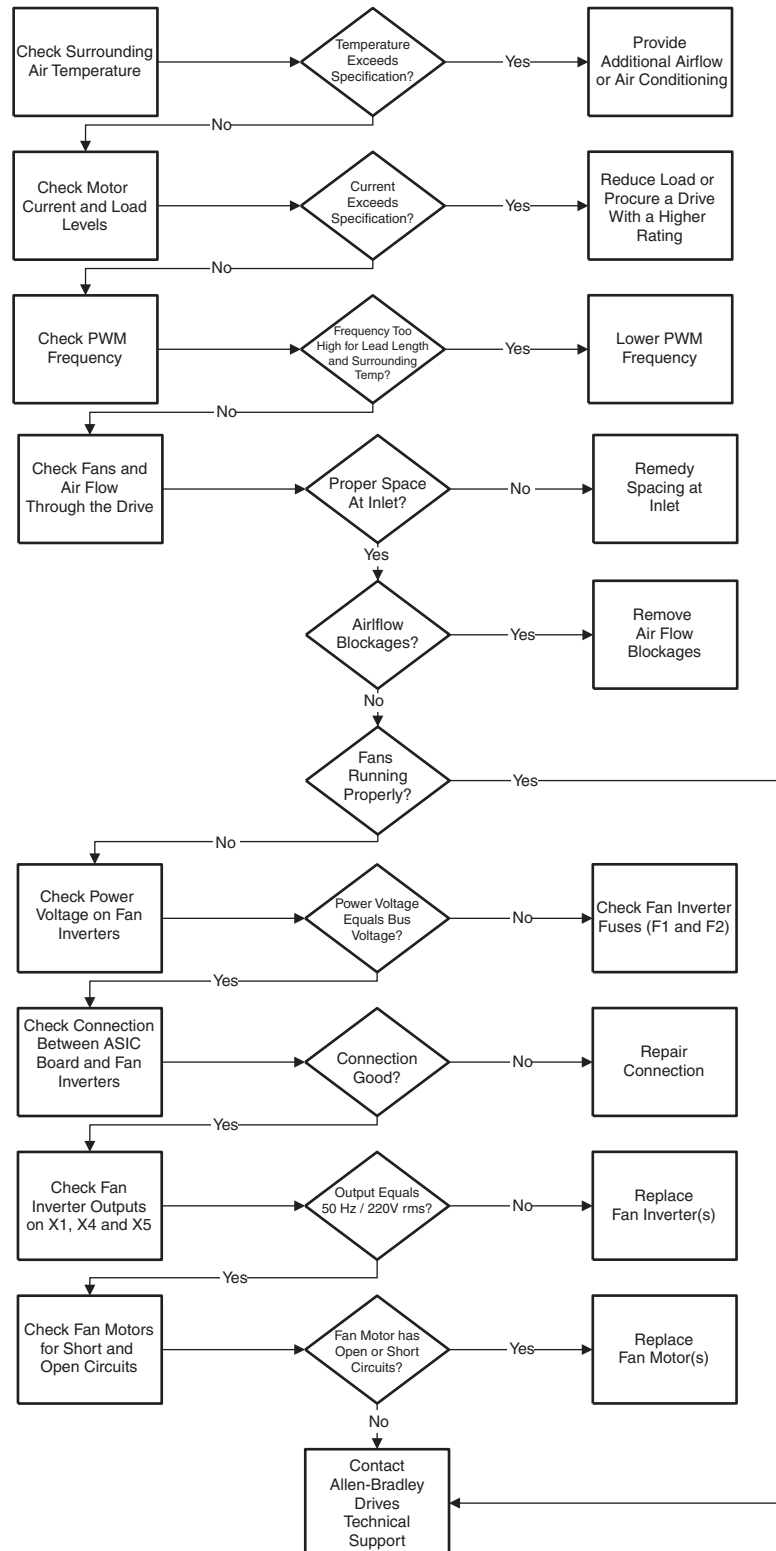 Check Surrounding
Air Temperature
Temperature
Exceeds
Specification?
Yes
Provide
Additional Airflow
or Air Conditioning
No
Check Motor
Current and Load
Levels
Current
Exceeds
Specification?
Yes
Reduce Load or
Procure a Drive
With a Higher
Rating
No
Check PWM
Frequency
Frequency Too
High for Lead Length
and Surrounding
Temp?
Yes
Lower PWM
Frequency
No
Check Fans and
Air Flow
Through the Drive
Proper Space
At Inlet?
No
Remedy
Spacing at
Inlet
Yes
Airlflow
Blockages?
Yes
Remove
Air Flow
Blockages
No
Fans
Running
Properly?
Yes
No
Check Power
Voltage on Fan
Inverters
Power Voltage
Equals Bus
Voltage?
No
Check Fan Inverter
Fuses (F1 and F2)
Yes
Check Connection
Between ASIC
Board and Fan
Inverters
Connection
Good?
No
Repair
Connection
Yes
Check Fan
Inverter Outputs
on X1, X4 and X5
Output Equals
50 Hz / 220V rms?
No
Replace
Fan Inverter(s)
Yes
Check Fan Motors
for Short and
Open Circuits
Fan Motor has
Open or Short
Circuits?
Yes
Replace
Fan Motor(s)
No
Contact
Allen-Bradley
Drives
Technical
Support